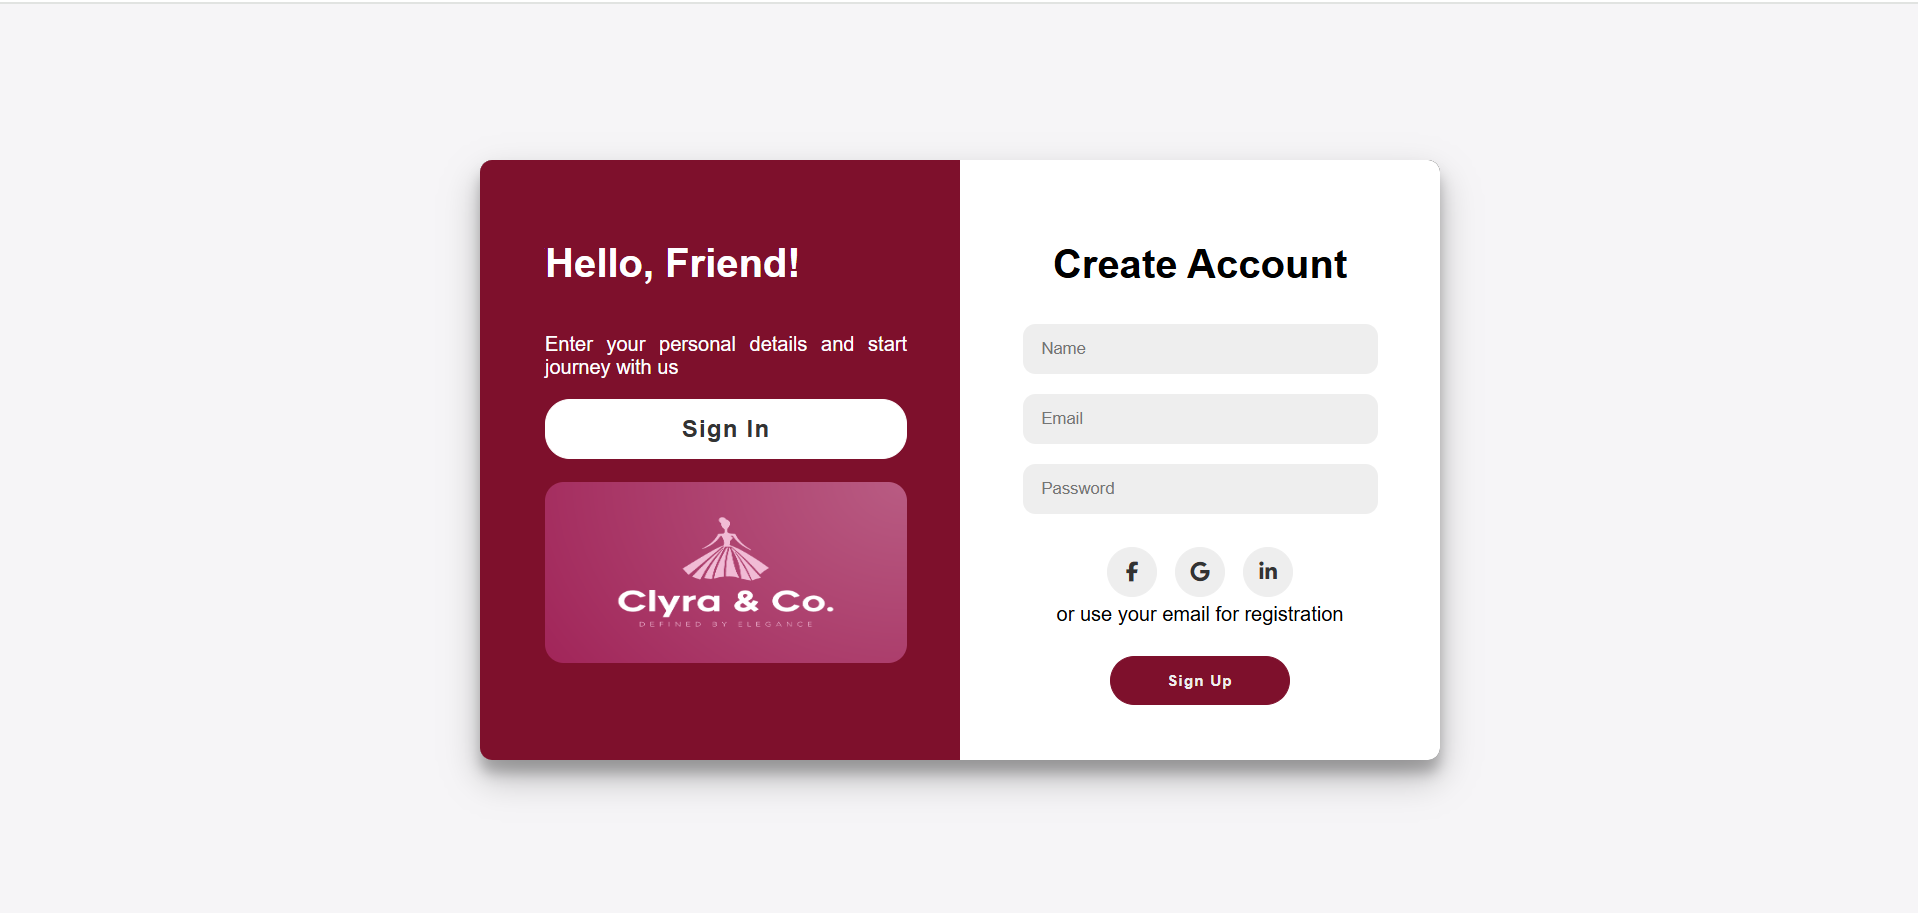 Hello, Friend!
Enter your personal details and start
journey with us
Sign In
Clyra & Co.
DEFINED BY ELEGANCE
Create Account
Name
Email
Password
f G in
or use your email for registration
Sign Up